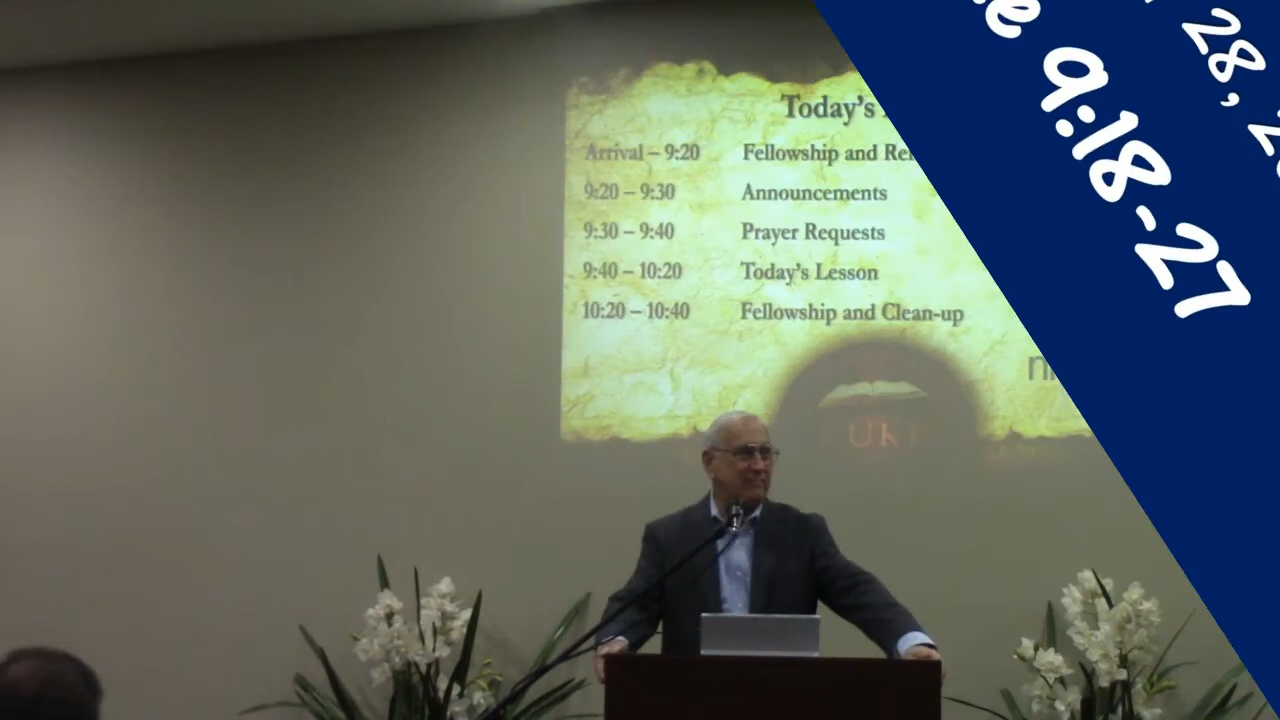 Today's
Arrival – 9:20 Fellowship and
9:20 – 9:30 Announcements
9:30 – 9:40 Prayer Requests
9:40 – 10:20 Today's Lesson
10:20 – 10:40 Fellowship and Clean-up
28,
9:18-27